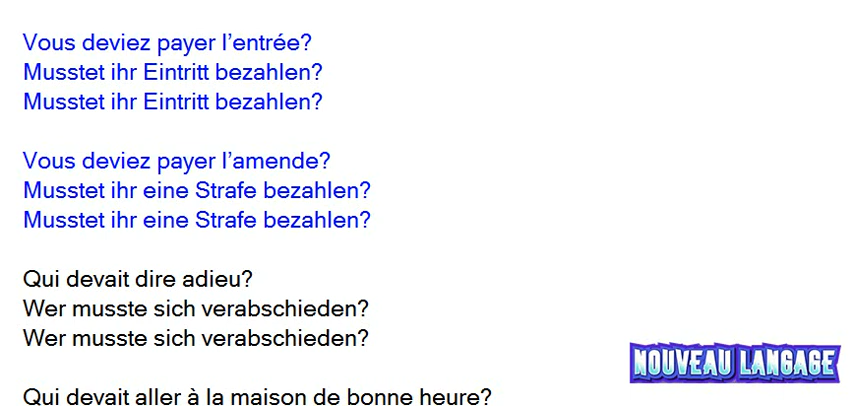 Vous deviez payer l’entrée?
Musstet ihr Eintritt bezahlen?
Musstet ihr Eintritt bezahlen?
Vous deviez payer l’amende?
Musstet ihr eine Strafe bezahlen?
Musstet ihr eine Strafe bezahlen?
Qui devait dire adieu?
Wer musste sich verabschieden?
Wer musste sich verabschieden?
NOUVEAU LANGAGE
Qui devait aller à la maison de bonne heure?